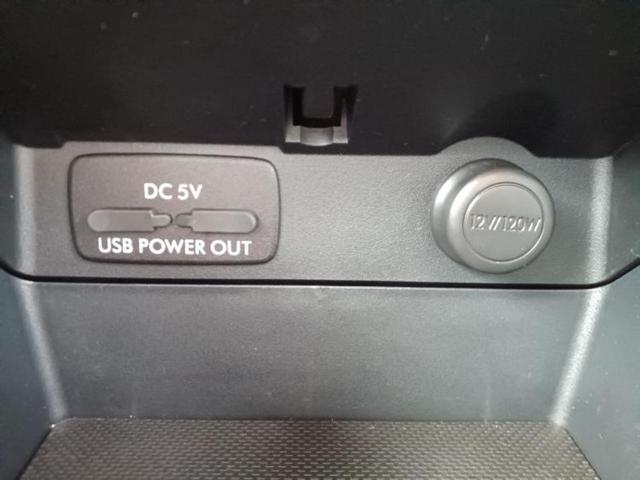 DC 5V
USB POWER OUT
12V/120W